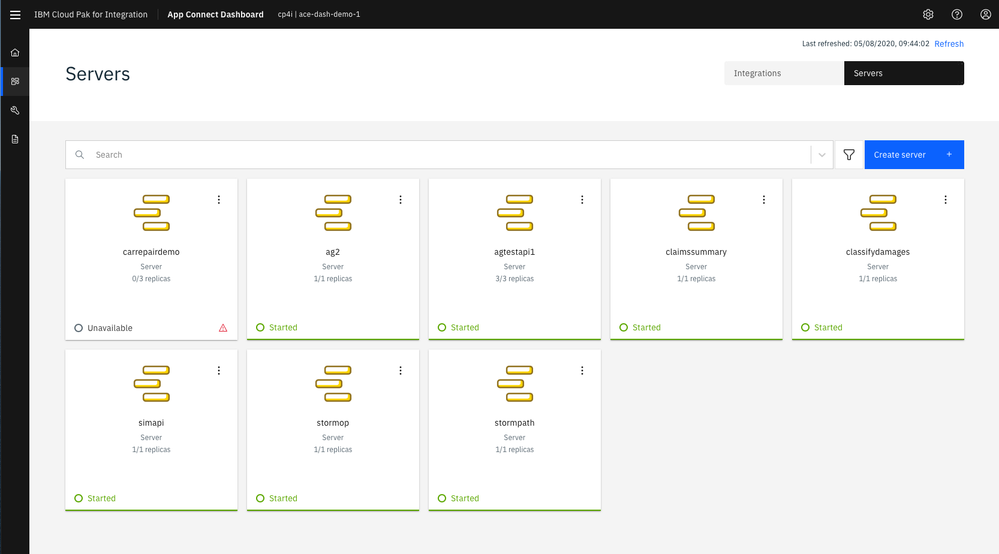 IBM Cloud Pak for Integration App Connect Dashboard cp4i | ace-dash-demo-1
Last refreshed: 05/08/2020, 09:44:02 Refresh
Servers
Integrations
Servers
Search
Create server +
carrepairdemo
Server
0/3 replicas
Unavailable
ag2
Server
1/1 replicas
Started
agtestapi1
Server
3/3 replicas
Started
claimssummary
Server
1/1 replicas
Started
classifydamages
Server
1/1 replicas
Started
simapi
Server
1/1 replicas
Started
stormop
Server
1/1 replicas
Started
stormpath
Server
1/1 replicas
Started